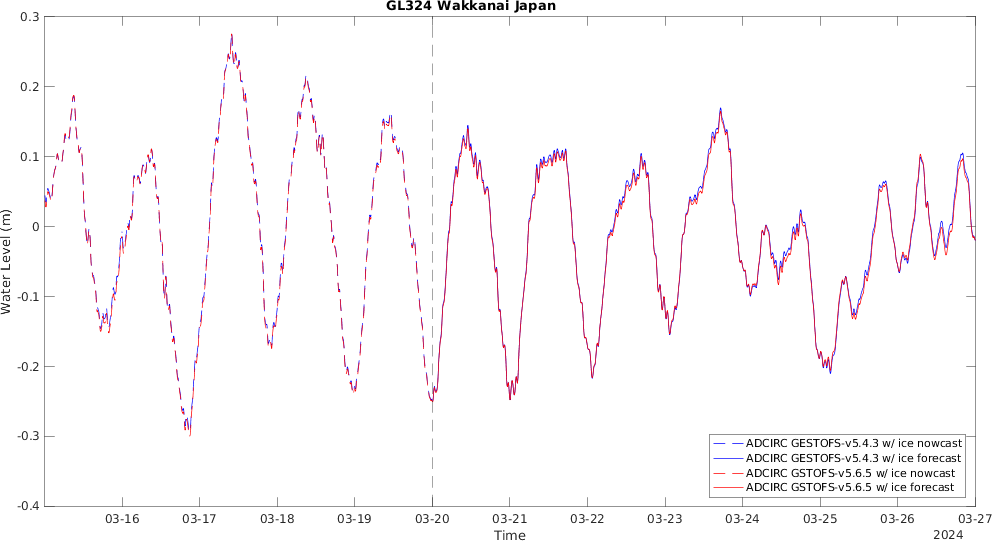 GL324 Wakkanai Japan
Water Level (m)
0.3
0.2
0.1
0
-0.1
-0.2
-0.3
-0.4
03-16 03-17 03-18 03-19 03-20 03-21 03-22 03-23 03-24 03-25 03-26 03-27
Time
2024
ADCIRC GESTOFS-v5.4.3 w/ ice nowcast
ADCIRC GESTOFS-v5.4.3 w/ ice forecast
ADCIRC GSTOFS-v5.6.5 w/ ice nowcast
ADCIRC GSTOFS-v5.6.5 w/ ice forecast